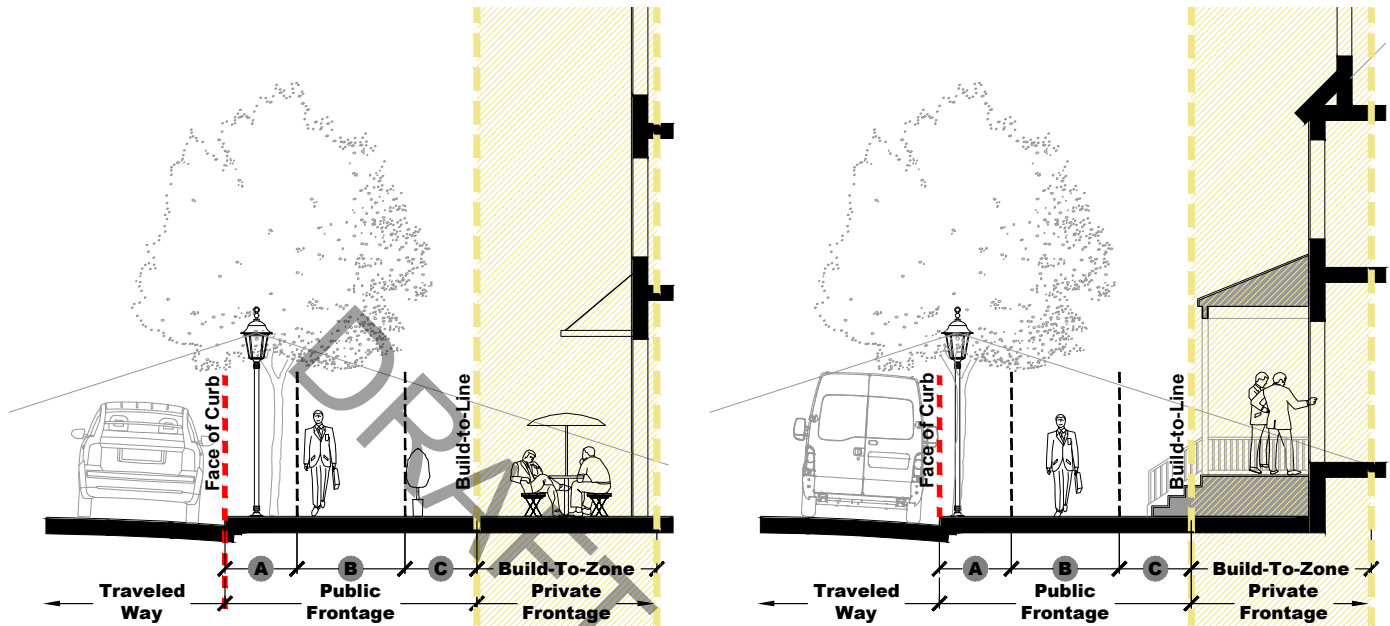 Face of Curb
Build-to-Line
DRAFT
A
B
C
Build-To-Zone
Traveled
Way
Public
Frontage
Private
Frontage
Face of Curb
Build-to-Line
A
B
C
Build-To-Zone
Traveled
Way
Public
Frontage
Private
Frontage